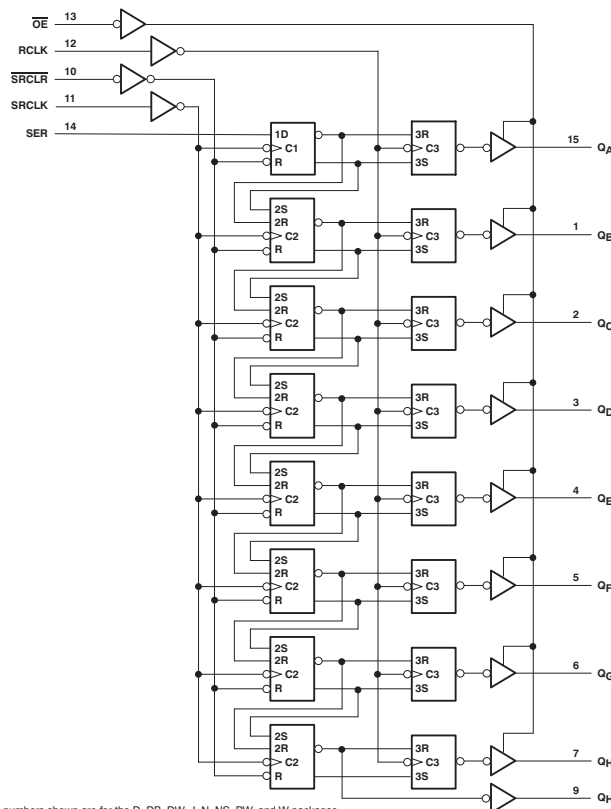 OE 13
RCLK 12
SRCLR 10
SRCLK 11
SER 14
1D
C1
R
3R
C3
3S
15 QA
2S
2R
C2
R
3R
C3
3S
1 QB
2S
2R
C2
R
3R
C3
3S
2 QC
2S
2R
C2
R
3R
C3
3S
3 QD
2S
2R
C2
R
3R
C3
3S
4 QE
2S
2R
C2
R
3R
C3
3S
5 QF
2S
2R
C2
R
3R
C3
3S
6 QG
2S
2R
C2
R
3R
C3
3S
7 QH
9 QH
numbers shown are for the D, DB, DW, J, N, NS, PW, and W packages